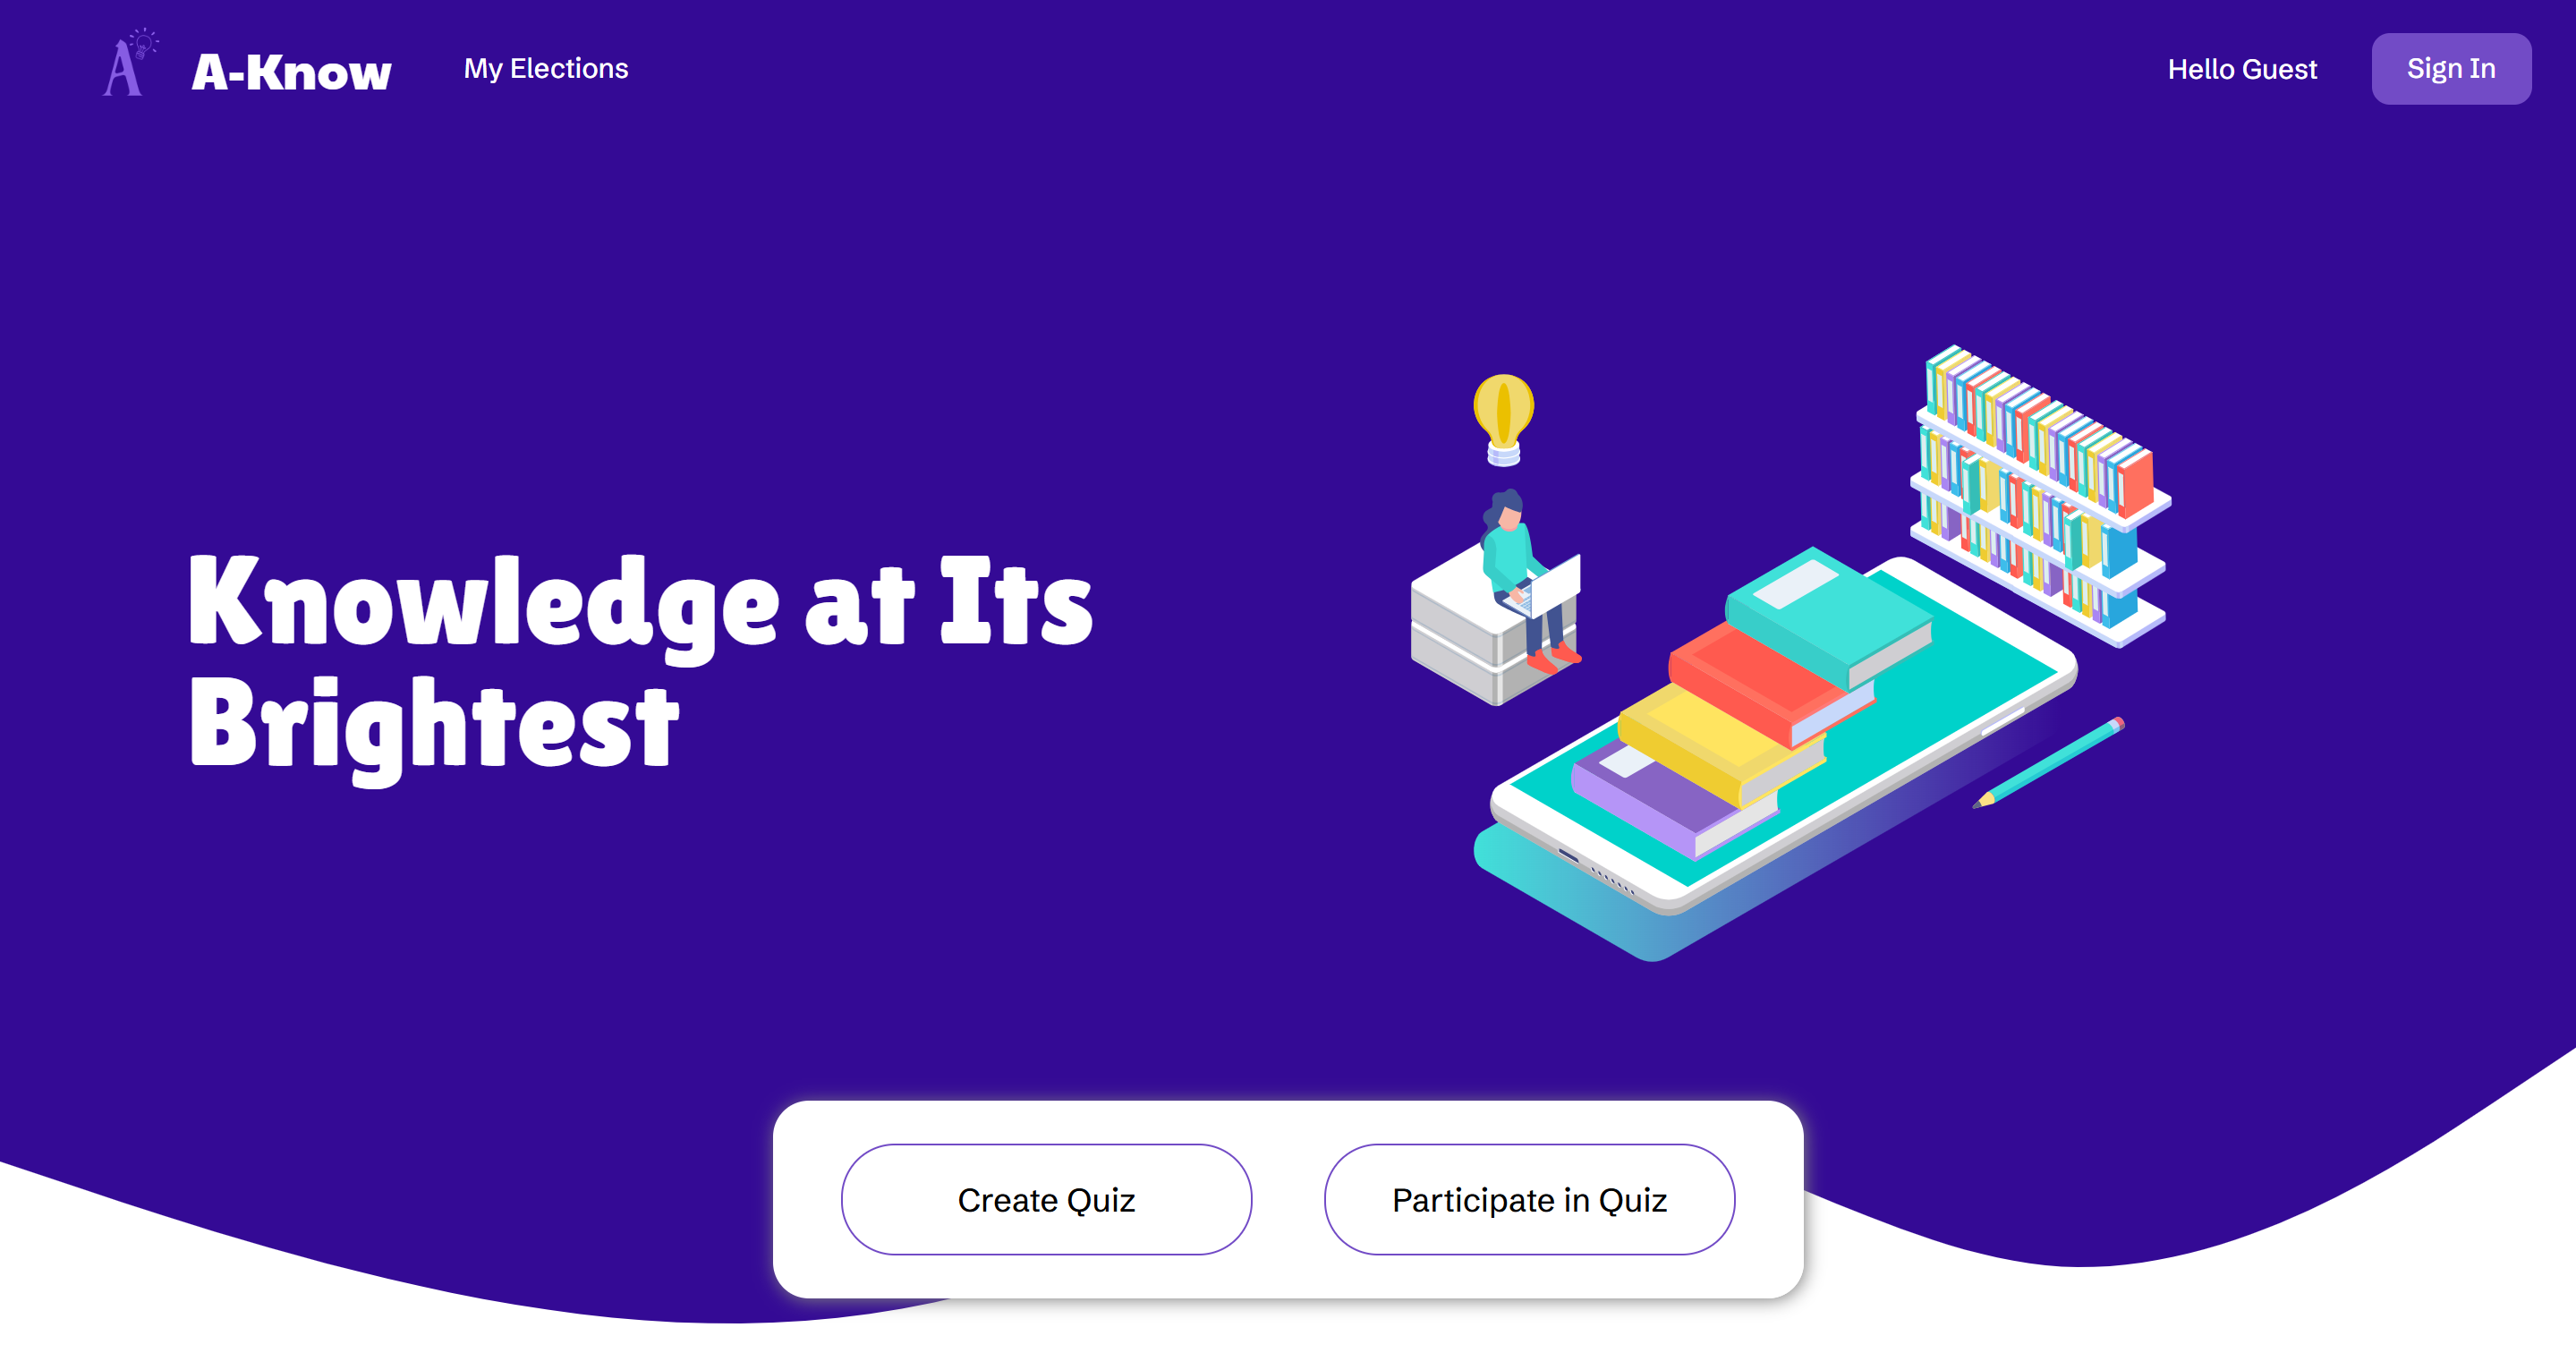 A-Know
My Elections
Hello Guest
Sign In
Knowledge at Its
Brightest
Create Quiz
Participate in Quiz